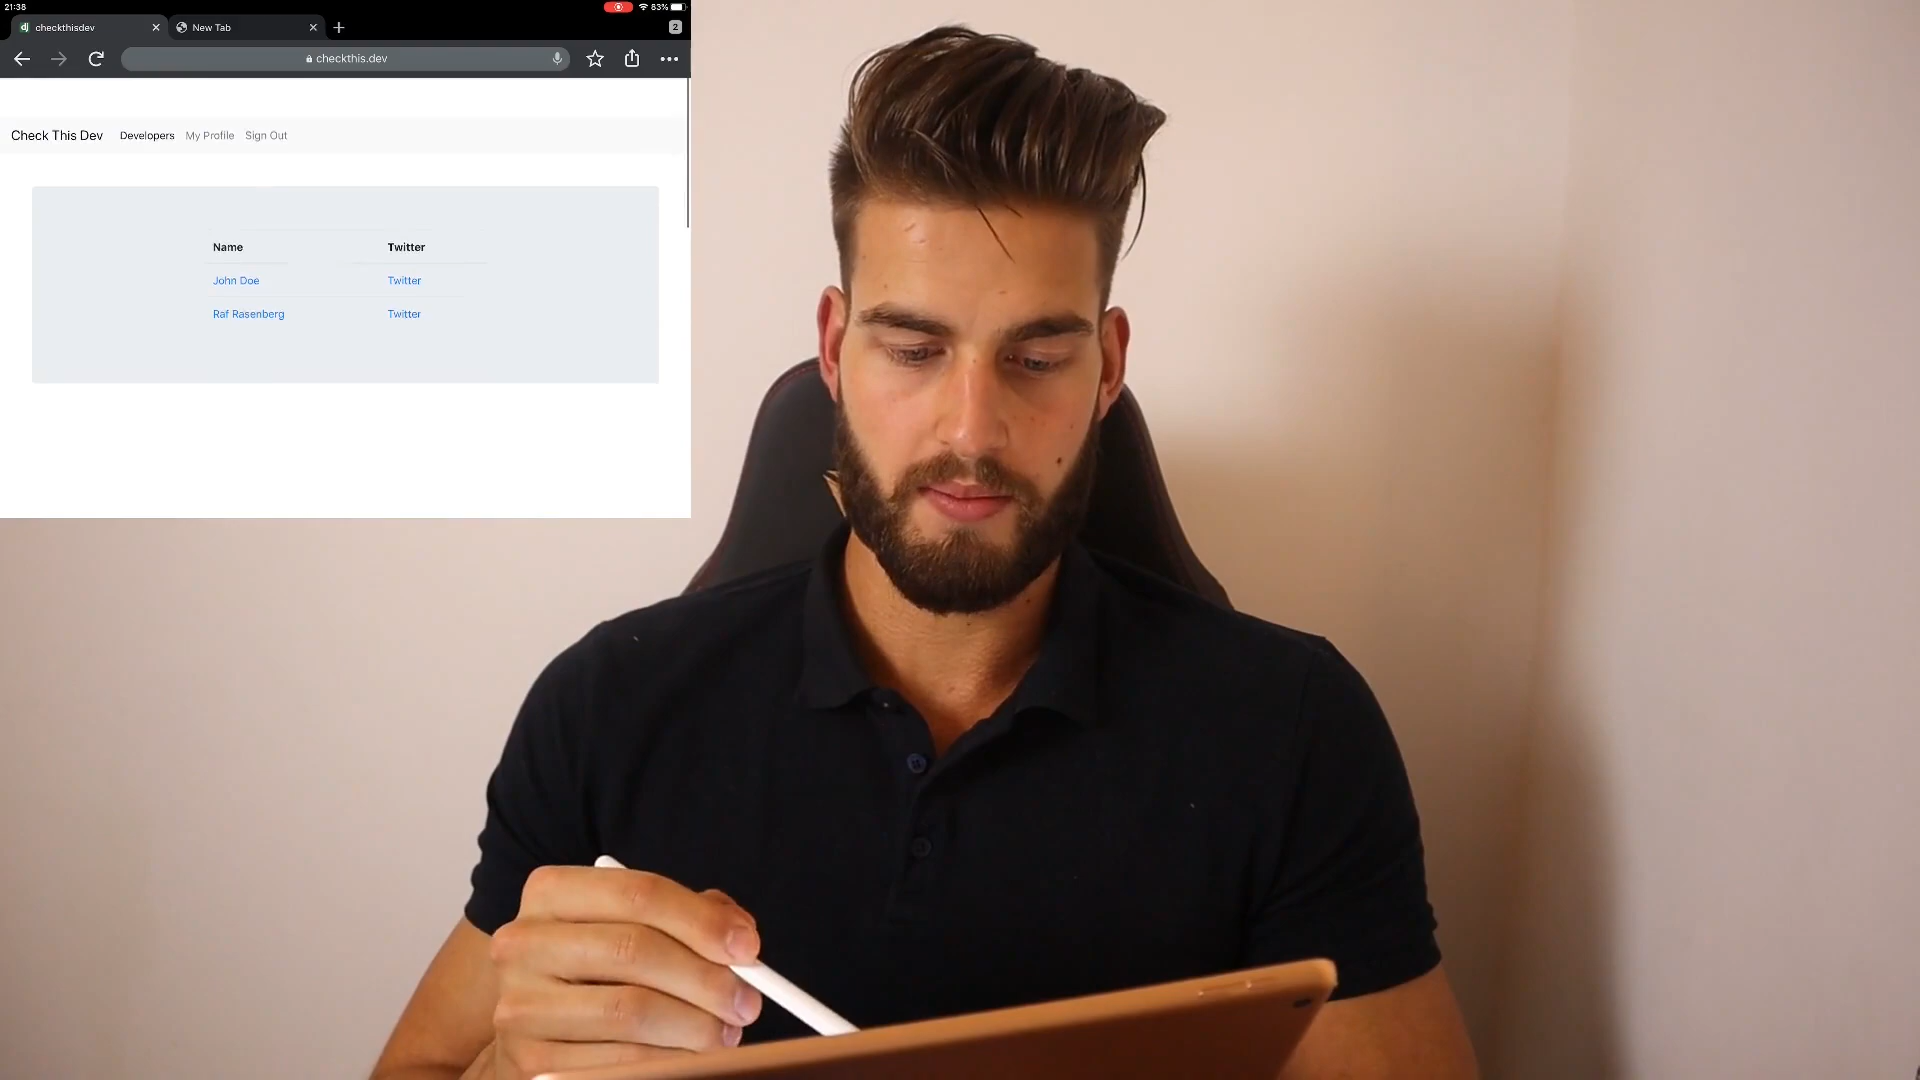 21:38 83%
checkthisdev New Tab 2
checkthis.dev
Check This Dev Developers My Profile Sign Out
Name Twitter
John Doe Twitter
Raf Rasenberg Twitter